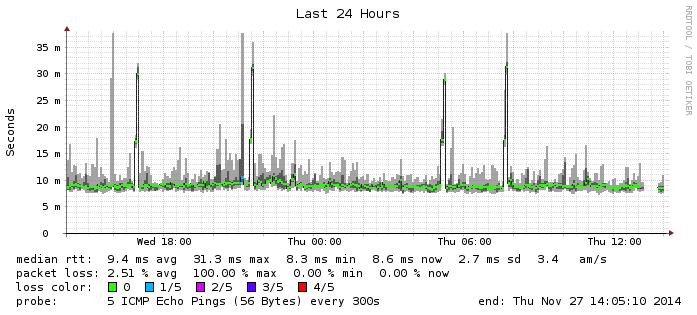 Last 24 Hours
RRDTOOL / TOBI OETIKER
Seconds
35 m
30 m
25 m
20 m
15 m
10 m
5 m
0
Wed 18:00 Thu 00:00 Thu 06:00 Thu 12:00
median rtt: 9.4 ms avg 31.3 ms max 8.3 ms min 8.6 ms now 2.7 ms sd 3.4 am/s
packet loss: 2.51 % avg 100.00 % max 0.00 % min 0.00 % now
loss color: 0 1/5 2/5 3/5 4/5
probe: 5 ICMP Echo Pings (56 Bytes) every 300s end: Thu Nov 27 14:05:10 2014